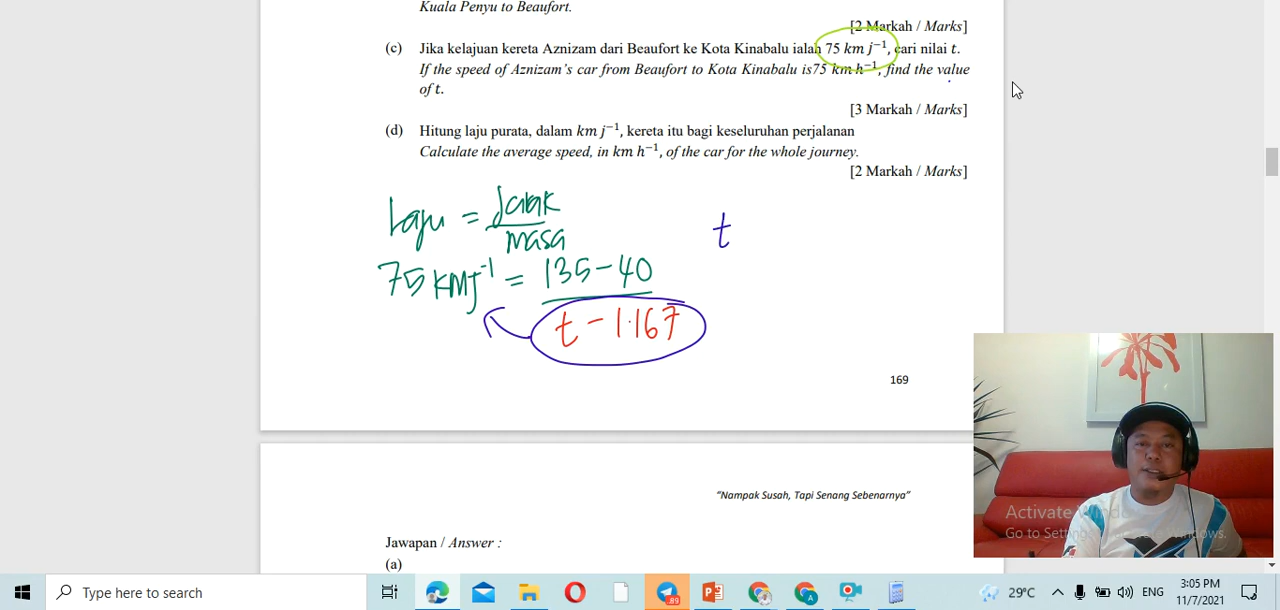 Kuala Penyu to Beaufort.
[2 Markah / Marks]
(c) Jika kelajuan kereta Aznizam dari Beaufort ke Kota Kinabalu ialah 75 km j⁻¹, cari nilai t.
If the speed of Aznizam's car from Beaufort to Kota Kinabalu is75 km h⁻¹, find the value
of t.
[3 Markah / Marks]
(d) Hitung laju purata, dalam km j⁻¹, kereta itu bagi keseluruhan perjalanan
Calculate the average speed, in km h⁻¹, of the car for the whole journey.
[2 Markah / Marks]
Laju = Jarak
masa
t
75 KMj⁻¹ = 135 - 40
t - 1.167
169
"Nampak Susah, Tapi Senang Sebenarnya"
Jawapan / Answer :
(a)
Activate Windows
Go to Settings to activate Windows.
Type here to search
89
29°C
ENG
3:05 PM
11/7/2021